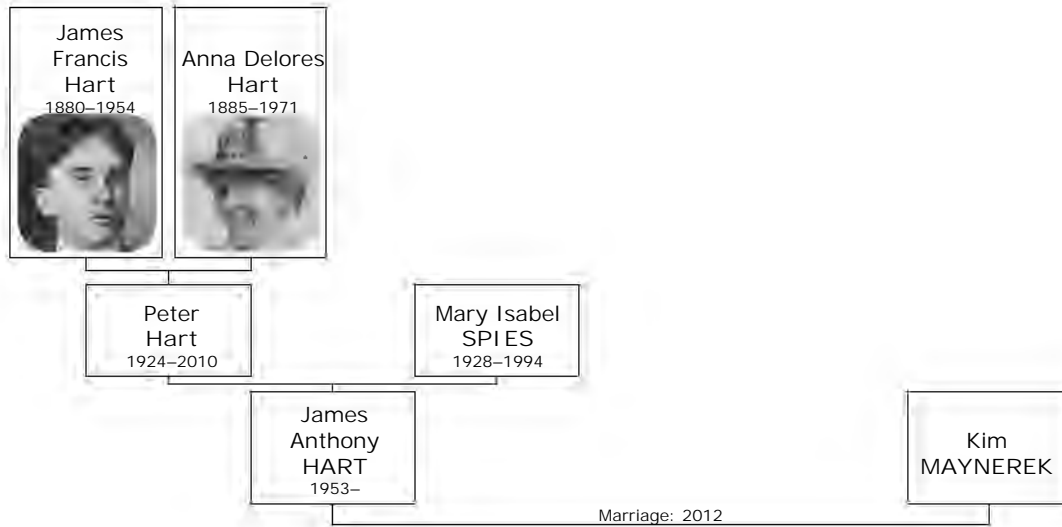 James
Francis
Hart
1880–1954
Anna Delores
Hart
1885–1971
Peter
Hart
1924–2010
Mary Isabel
SPIES
1928–1994
James
Anthony
HART
1953–
Kim
MAYNEREK
Marriage: 2012